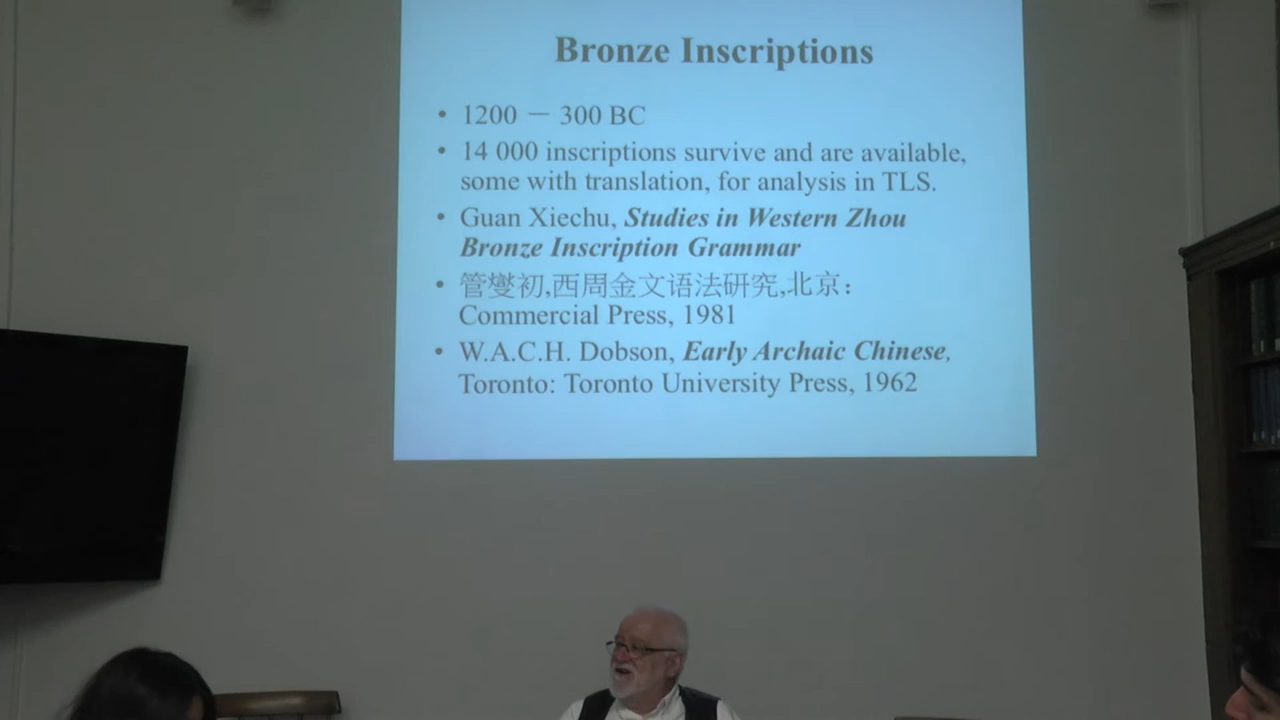 Bronze Inscriptions
• 1200 — 300 BC
• 14 000 inscriptions survive and are available,
some with translation, for analysis in TLS.
• Guan Xiechu, Studies in Western Zhou
Bronze Inscription Grammar
• 管燮初,西周金文语法研究,北京：
Commercial Press, 1981
• W.A.C.H. Dobson, Early Archaic Chinese,
Toronto: Toronto University Press, 1962